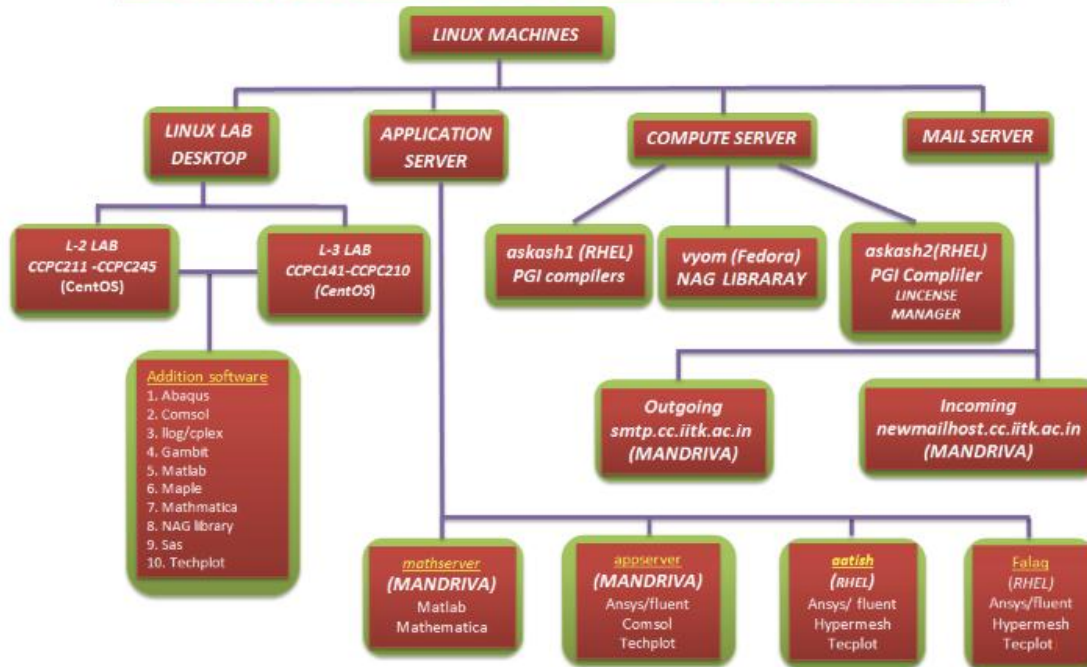 LINUX MACHINES
LINUX LAB
DESKTOP
APPLICATION
SERVER
COMPUTE SERVER
MAIL SERVER
L-2 LAB
CCPC211 -CCPC245
(CentOS)
L-3 LAB
CCPC141-CCPC210
(CentOS)
askash1 (RHEL)
PGI compilers
vyom (Fedora)
NAG LIBRARAY
askash2(RHEL)
PGI Compliler
LINCENSE
MANAGER
Addition software
1. Abaqus
2. Comsol
3. Ilog/cplex
4. Gambit
5. Matlab
6. Maple
7. Mathmatica
8. NAG library
9. Sas
10. Techplot
Outgoing
smtp.cc.iitk.ac.in
(MANDRIVA)
Incoming
newmailhost.cc.iitk.ac.in
(MANDRIVA)
mathserver
(MANDRIVA)
Matlab
Mathematica
appserver
(MANDRIVA)
Ansys/fluent
Comsol
Techplot
aatish
(RHEL)
Ansys/ fluent
Hypermesh
Tecplot
Falaq
(RHEL)
Ansys/fluent
Hypermesh
Tecplot